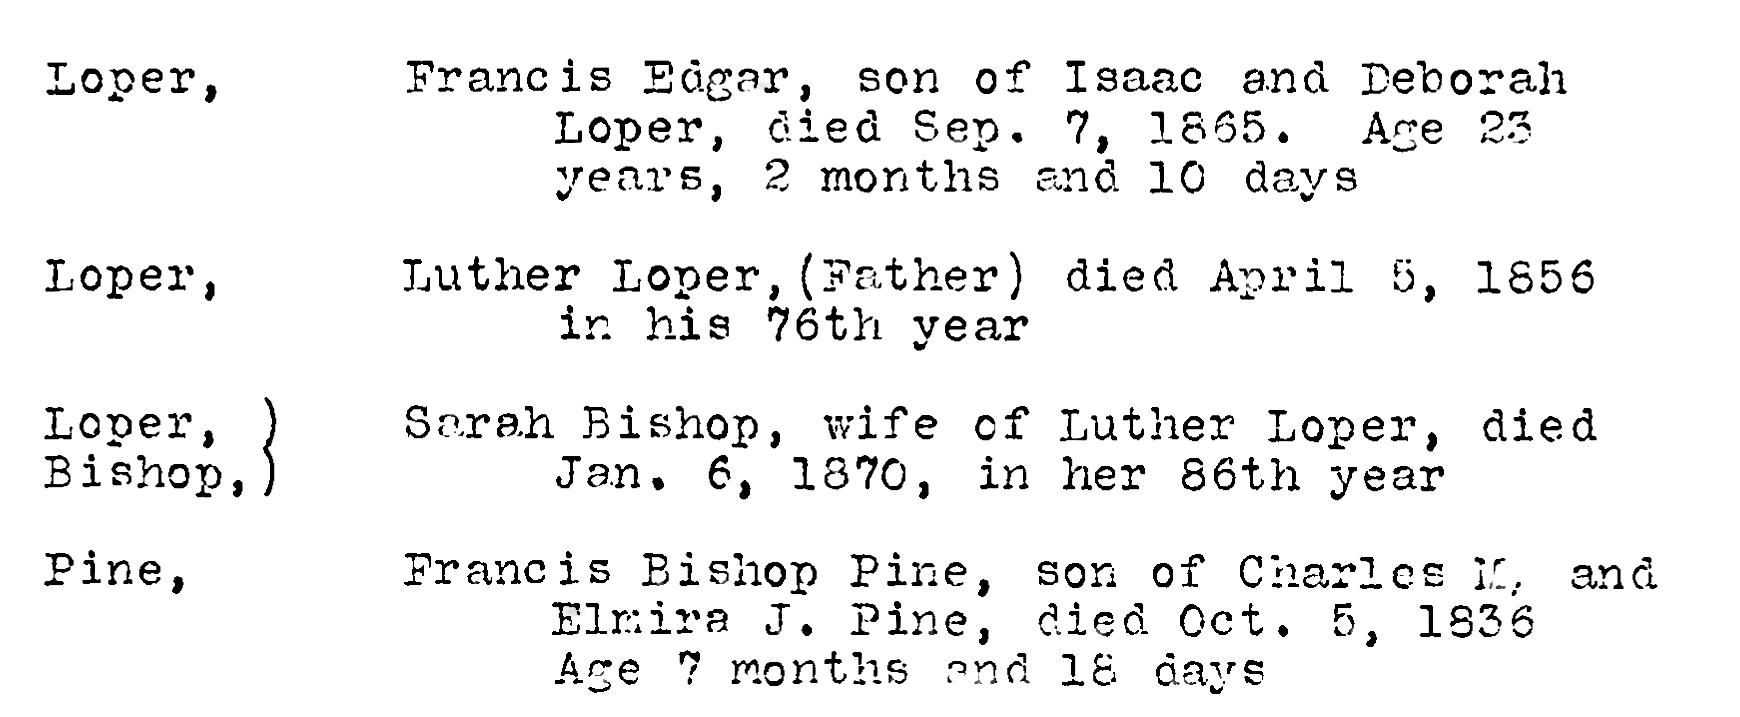 Loper, Francis Edgar, son of Isaac and Deborah
Loper, died Sep. 7, 1865. Age 23
years, 2 months and 10 days
Loper, Luther Loper,(Father) died April 5, 1856
in his 76th year
Loper, } Sarah Bishop, wife of Luther Loper, died
Bishop, Jan. 6, 1870, in her 86th year
Pine, Francis Bishop Pine, son of Charles M. and
Elmira J. Pine, died Oct. 5, 1836
Age 7 months and 18 days